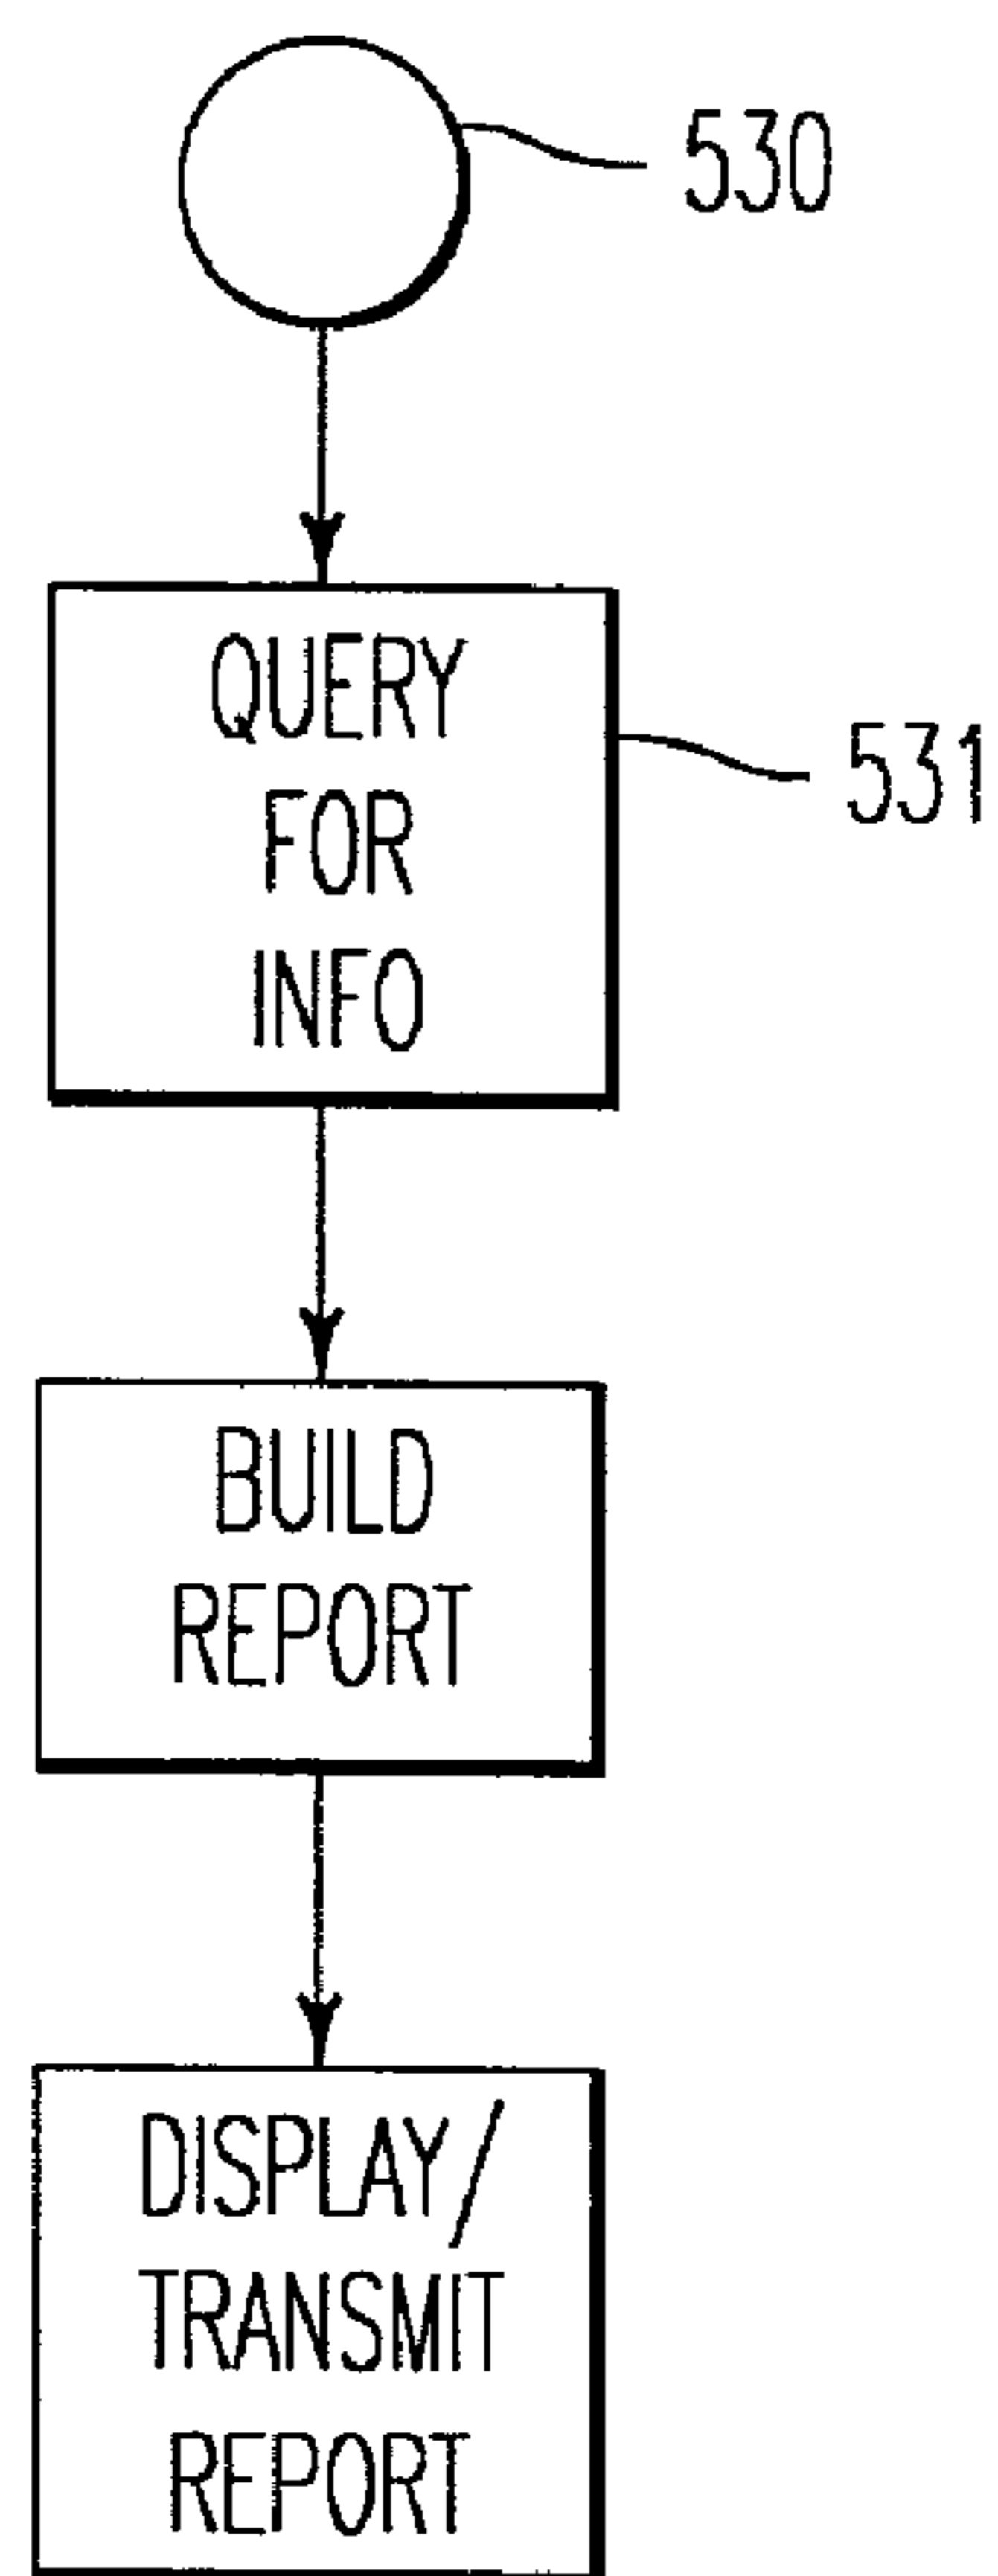 530
QUERY
FOR
INFO
531
BUILD
REPORT
DISPLAY/
TRANSMIT
REPORT